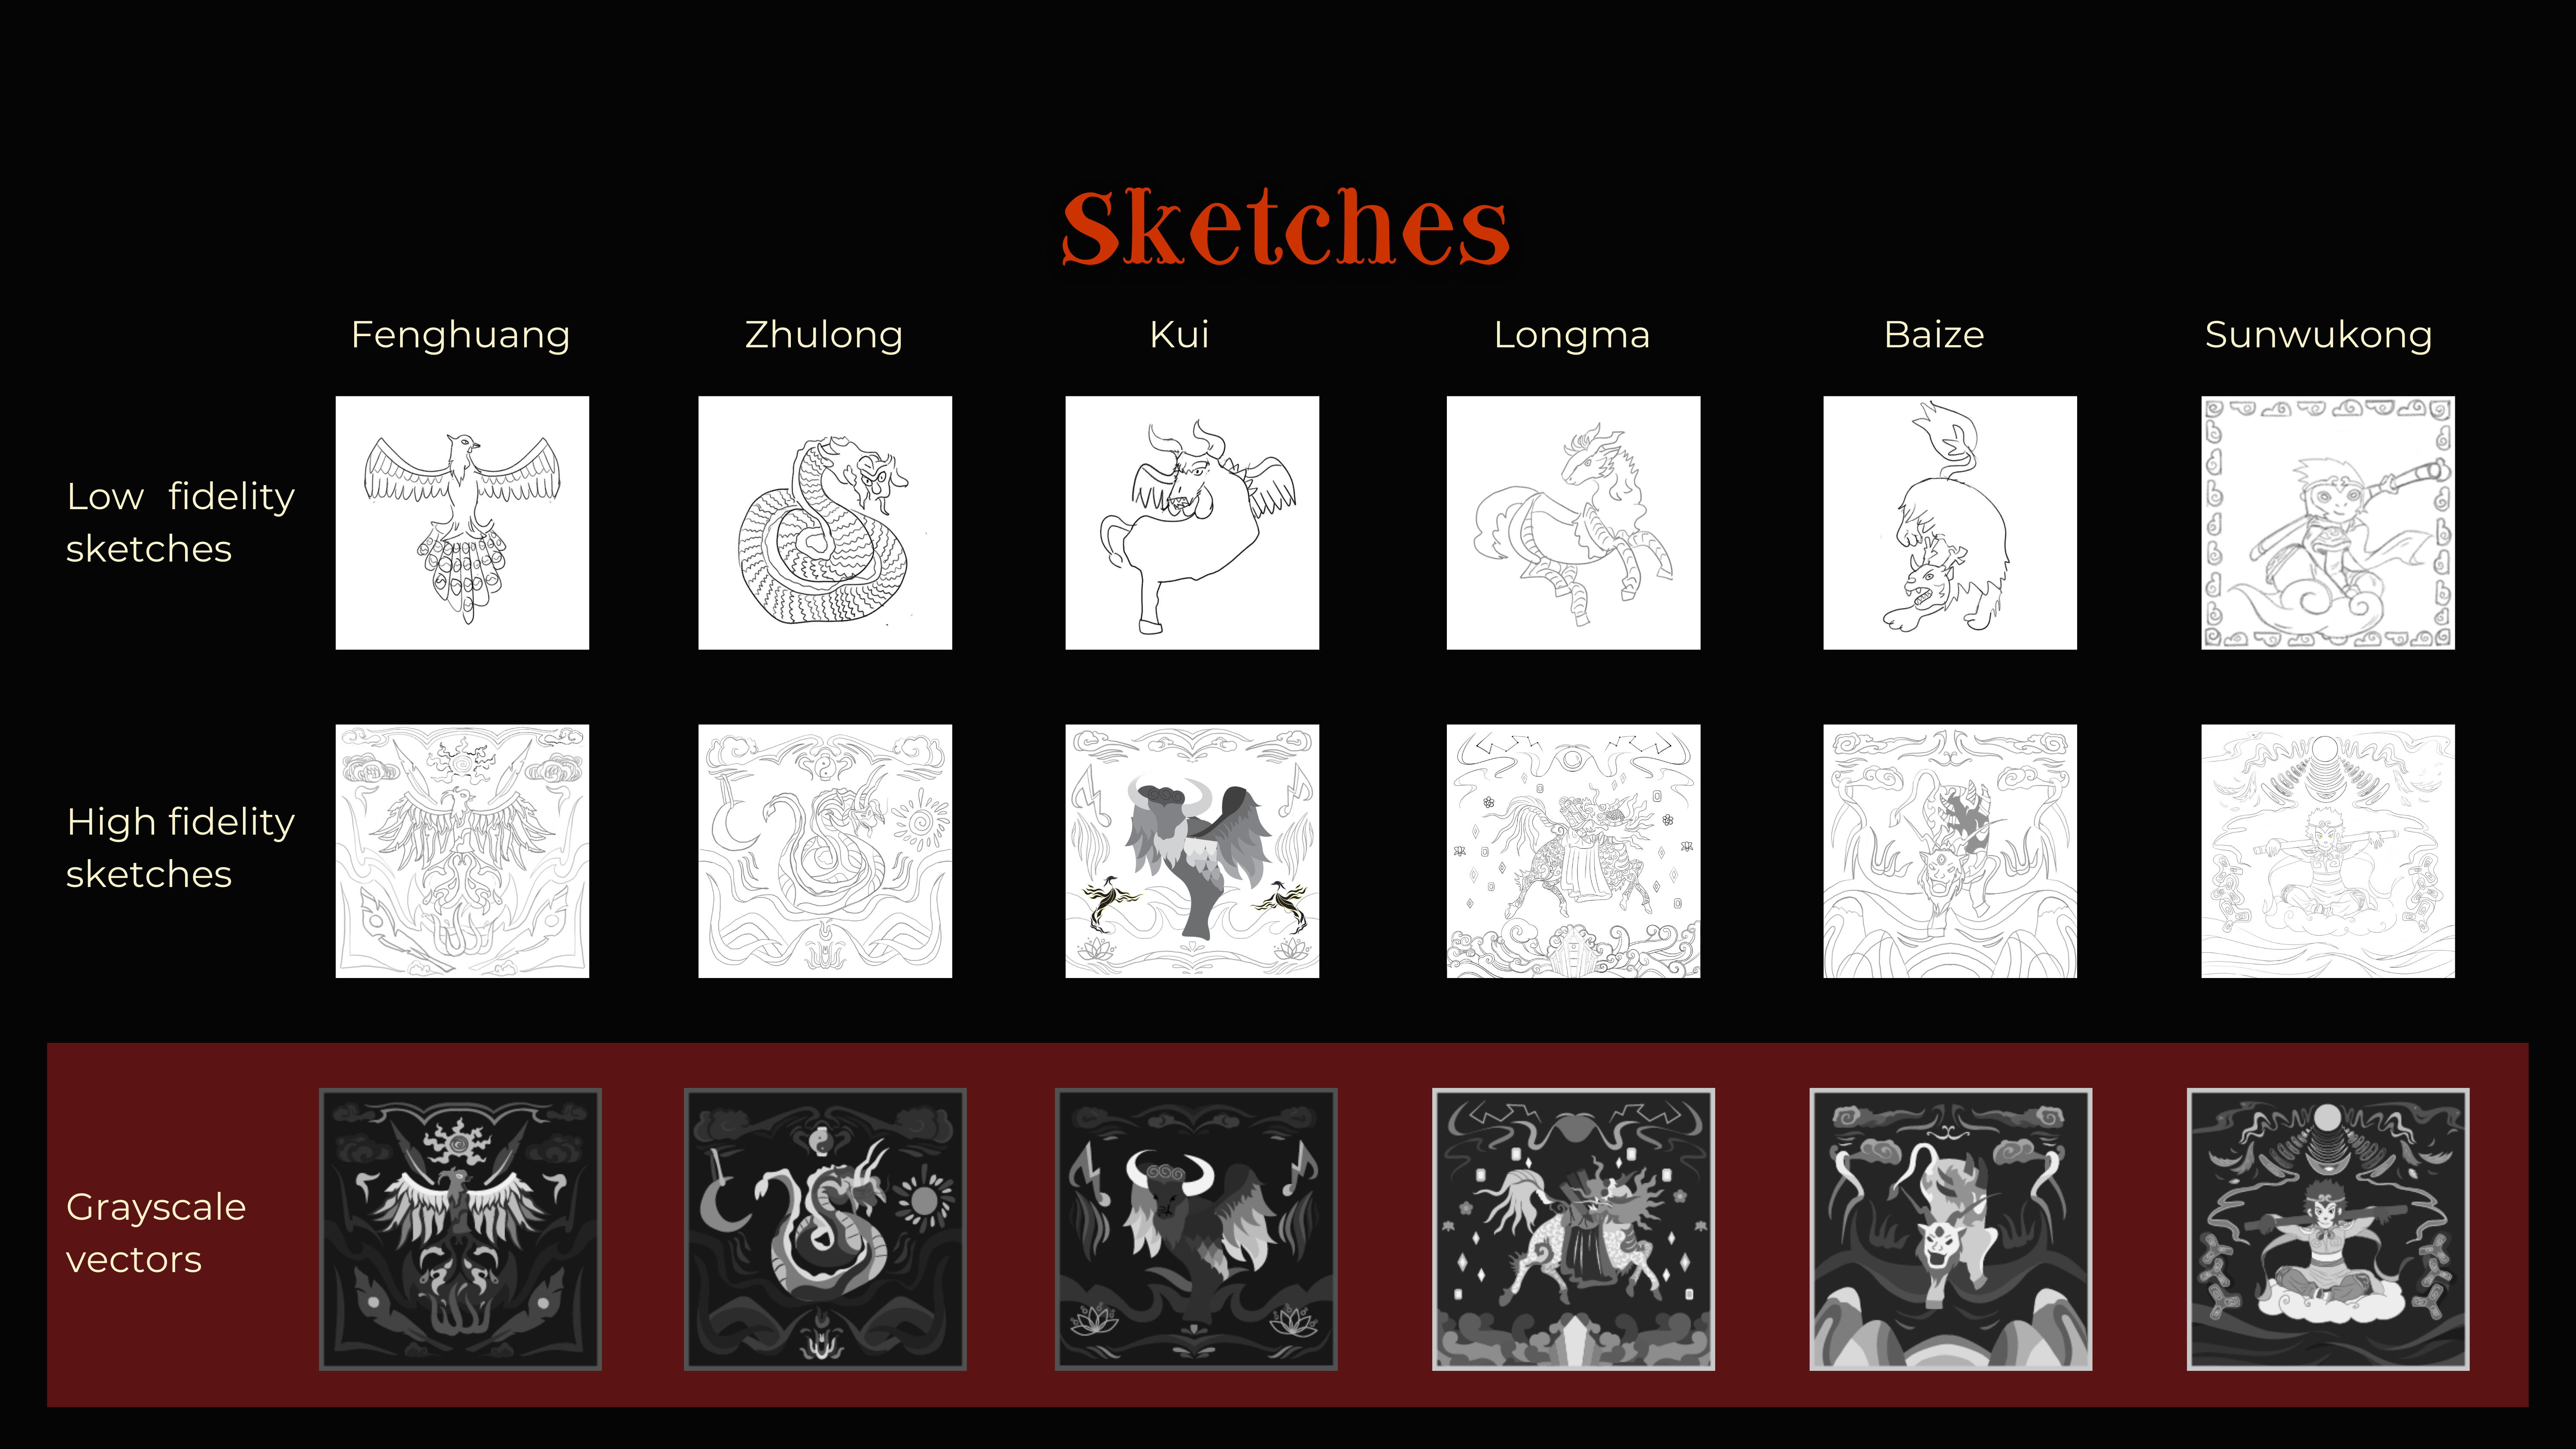 Sketches
Fenghuang
Zhulong
Kui
Longma
Baize
Sunwukong
Low fidelity
sketches
High fidelity
sketches
Grayscale
vectors